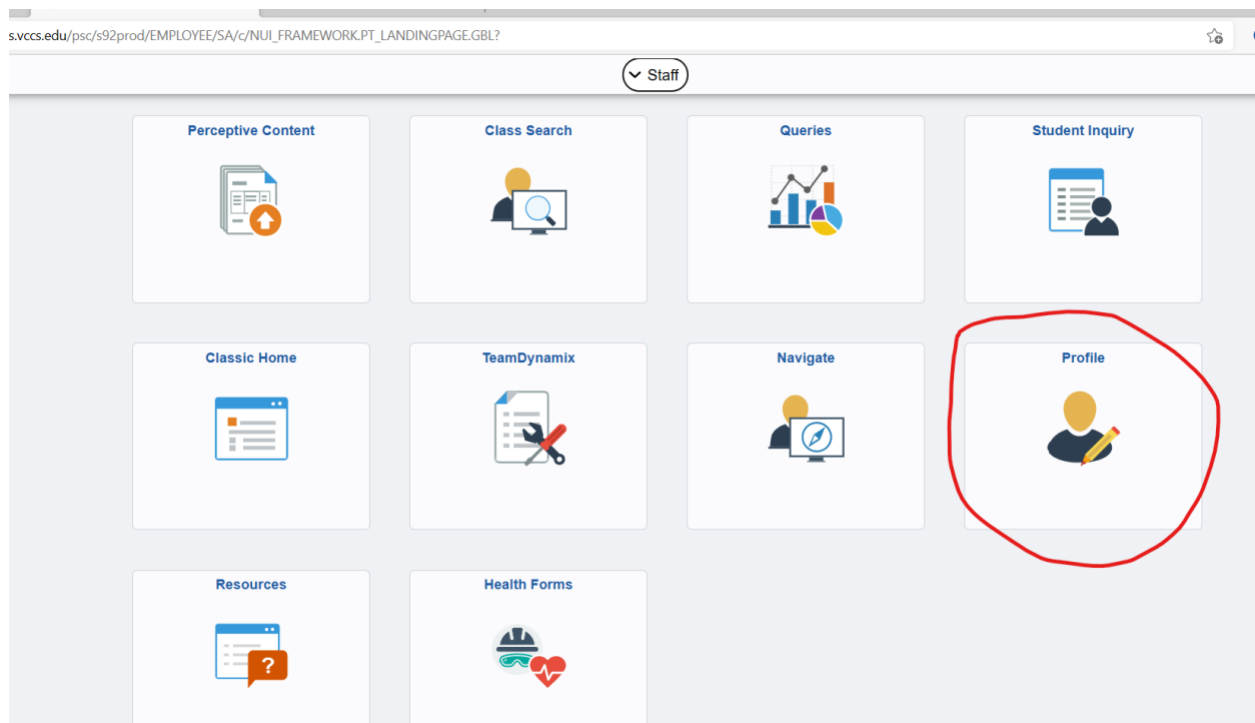 s.vccs.edu/psc/s92prod/EMPLOYEE/SA/c/NUI_FRAMEWORK.PT_LANDINGPAGE.GBL?
Staff
Perceptive Content
Class Search
Queries
Student Inquiry
Classic Home
TeamDynamix
Navigate
Profile
Resources
?
Health Forms